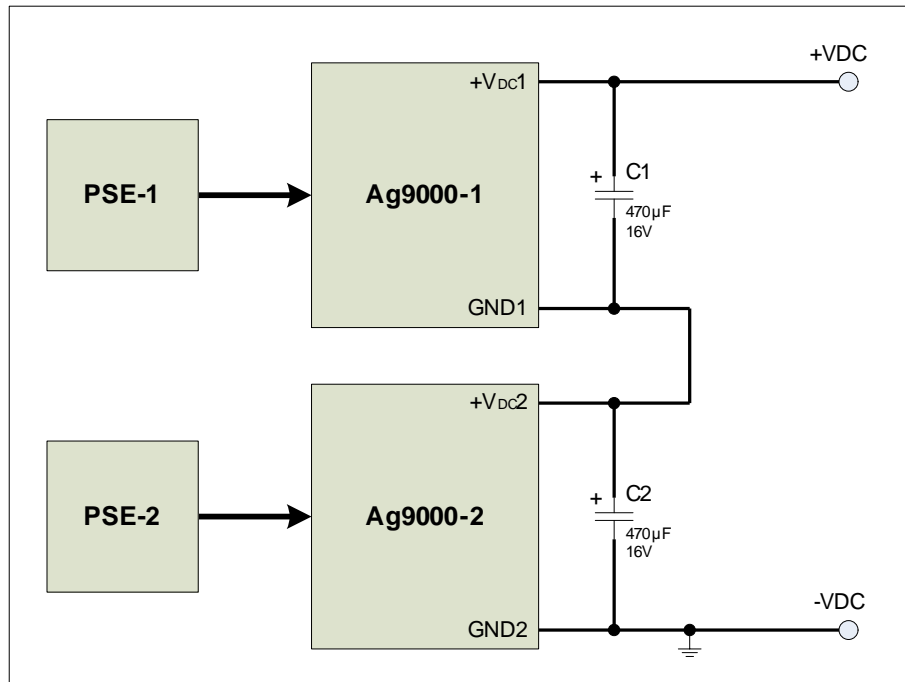 +VDC
+VDC1
PSE-1
Ag9000-1
+ C1
470µF
16V
GND1
+VDC2
PSE-2
Ag9000-2
+ C2
470µF
16V
-VDC
GND2